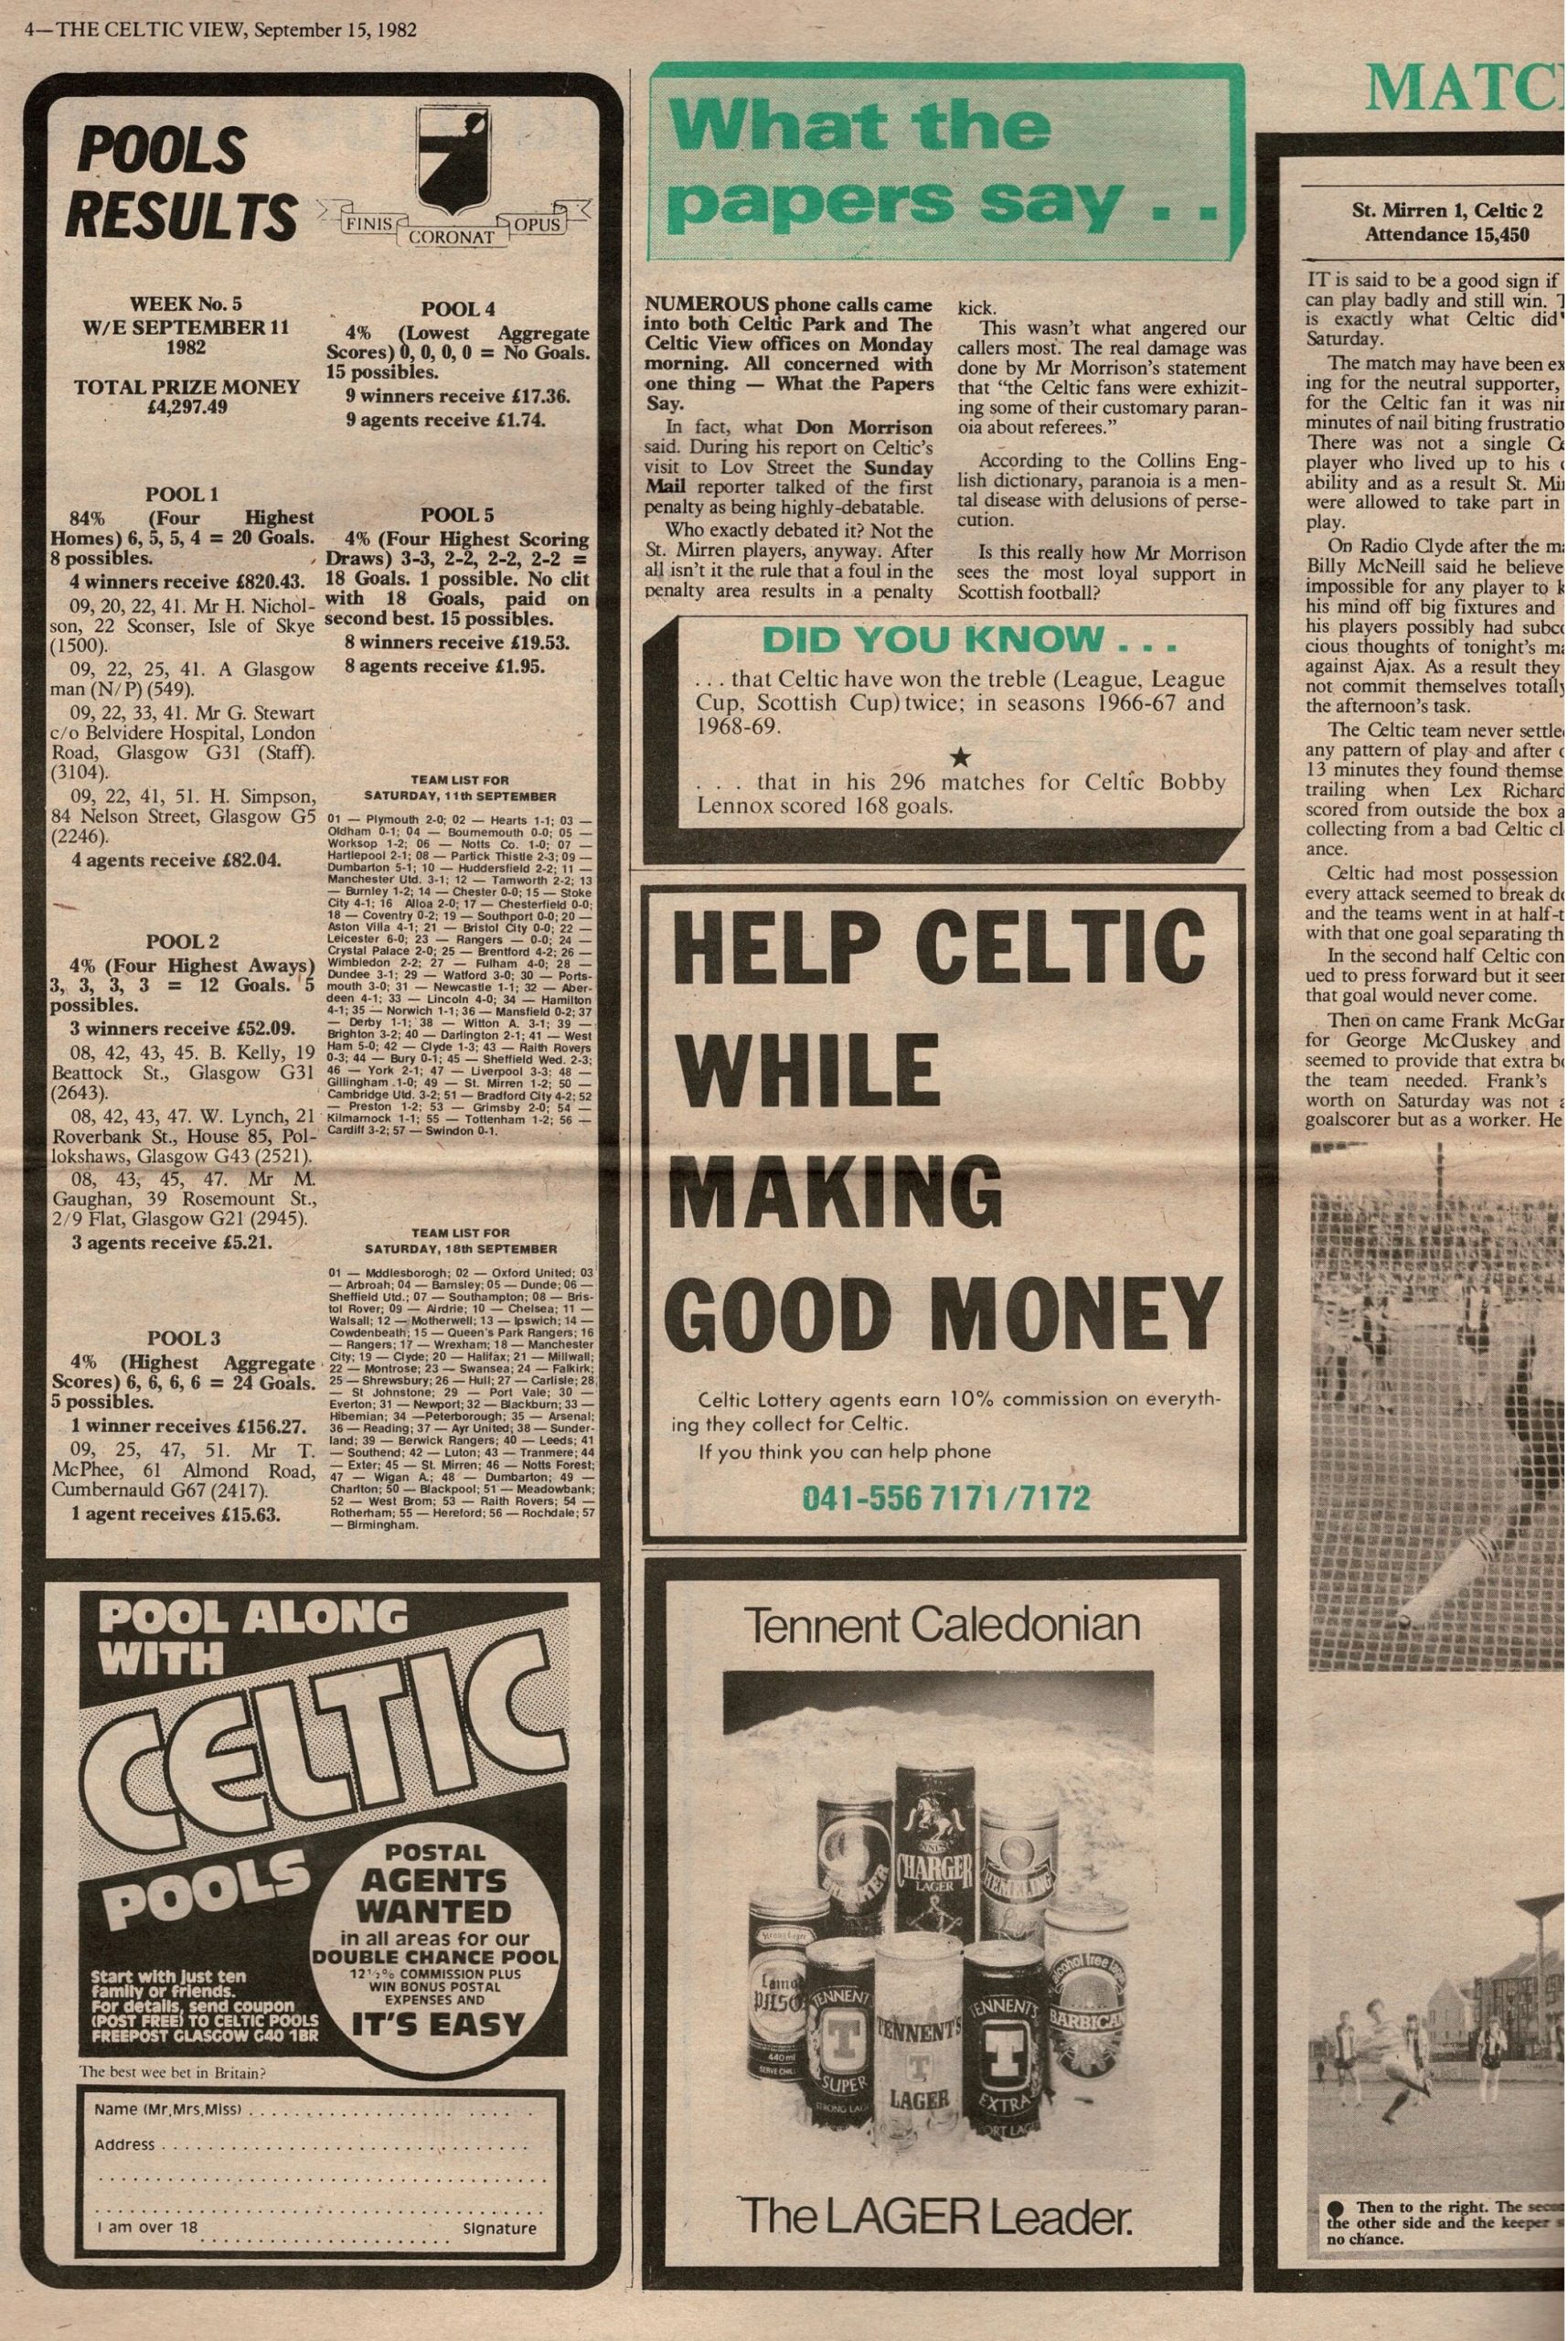 4—THE CELTIC VIEW, September 15, 1982
POOLS
RESULTS
FINIS
CORONAT
OPUS
WEEK No. 5
W/E SEPTEMBER 11
1982
TOTAL PRIZE MONEY
£4,297.49
POOL 1
84% (Four Highest
Homes) 6, 5, 5, 4 = 20 Goals.
8 possibles.
4 winners receive £820.43.
09, 20, 22, 41. Mr H. Nichol-
son, 22 Sconser, Isle of Skye
(1500).
09, 22, 25, 41. A Glasgow
man (N/P) (549).
09, 22, 33, 41. Mr G. Stewart
c/o Belvidere Hospital, London
Road, Glasgow G31 (Staff).
(3104).
09, 22, 41, 51. H. Simpson,
84 Nelson Street, Glasgow G5
(2246).
4 agents receive £82.04.
POOL 2
4% (Four Highest Aways)
3, 3, 3, 3 = 12 Goals. 5
possibles.
3 winners receive £52.09.
08, 42, 43, 45. B. Kelly, 19
Beattock St., Glasgow G31
(2643).
08, 42, 43, 47. W. Lynch, 21
Roverbank St., House 85, Pol-
lokshaws, Glasgow G43 (2521).
08, 43, 45, 47. Mr M.
Gaughan, 39 Rosemount St.,
2/9 Flat, Glasgow G21 (2945).
3 agents receive £5.21.
POOL 3
4% (Highest Aggregate
Scores) 6, 6, 6, 6 = 24 Goals.
5 possibles.
1 winner receives £156.27.
09, 25, 47, 51. Mr T.
McPhee, 61 Almond Road,
Cumbernauld G67 (2417).
1 agent receives £15.63.
POOL 4
4% (Lowest Aggregate
Scores) 0, 0, 0, 0 = No Goals.
15 possibles.
9 winners receive £17.36.
9 agents receive £1.74.
POOL 5
4% (Four Highest Scoring
Draws) 3-3, 2-2, 2-2, 2-2 =
18 Goals. 1 possible. No clit
with 18 Goals, paid on
second best. 15 possibles.
8 winners receive £19.53.
8 agents receive £1.95.
TEAM LIST FOR
SATURDAY, 11th SEPTEMBER
01 — Plymouth 2-0; 02 — Hearts 1-1; 03 —
Oldham 0-1; 04 — Bournemouth 0-0; 05 —
Worksop 1-2; 06 — Notts Co. 1-0; 07 —
Hartlepool 2-1; 08 — Partick Thistle 2-3; 09 —
Dumbarton 5-1; 10 — Huddersfield 2-2; 11 —
Manchester Utd. 3-1; 12 — Tamworth 2-2; 13
— Burnley 1-2; 14 — Chester 0-0; 15 — Stoke
City 4-1; 16 Alloa 2-0; 17 — Chesterfield 0-0;
18 — Coventry 0-2; 19 — Southport 0-0; 20 —
Aston Villa 4-1; 21 — Bristol City 0-0; 22 —
Leicester 6-0; 23 — Rangers — 0-0; 24 —
Crystal Palace 2-0; 25 — Brentford 4-2; 26 —
Wimbledon 2-2; 27 — Fulham 4-0; 28 —
Dundee 3-1; 29 — Watford 3-0; 30 — Ports-
mouth 3-0; 31 — Newcastle 1-1; 32 — Aber-
deen 4-1; 33 — Lincoln 4-0; 34 — Hamilton
4-1; 35 — Norwich 1-1; 36 — Mansfield 0-2; 37
— Derby 1-1; 38 — Witton A. 3-1; 39 —
Brighton 3-2; 40 — Darlington 2-1; 41 — West
Ham 5-0; 42 — Clyde 1-3; 43 — Raith Rovers
0-3; 44 — Bury 0-1; 45 — Sheffield Wed. 2-3;
46 — York 2-1; 47 — Liverpool 3-3; 48 —
Gillingham .1-0; 49 — St. Mirren 1-2; 50 —
Cambridge Utd. 3-2; 51 — Bradford City 4-2; 52
— Preston 1-2; 53 — Grimsby 2-0; 54 —
Kilmarnock 1-1; 55 — Tottenham 1-2; 56 —
Cardiff 3-2; 57 — Swindon 0-1.
TEAM LIST FOR
SATURDAY, 18th SEPTEMBER
01 — Mddlesborogh; 02 — Oxford United; 03
— Arbroah; 04 — Barnsley; 05 — Dunde; 06 —
Sheffield Utd.; 07 — Southampton; 08 — Bris-
tol Rover; 09 — Airdrie; 10 — Chelsea; 11 —
Walsall; 12 — Motherwell; 13 — Ipswich; 14 —
Cowdenbeath; 15 — Queen's Park Rangers; 16
— Rangers; 17 — Wrexham; 18 — Manchester
City; 19 — Clyde; 20 — Halifax; 21 — Millwall;
22 — Montrose; 23 — Swansea; 24 — Falkirk;
25 — Shrewsbury; 26 — Hull; 27 — Carlisle; 28
— St Johnstone; 29 — Port Vale; 30 —
Everton; 31 — Newport; 32 — Blackburn; 33 —
Hibernian; 34 —Peterborough; 35 — Arsenal;
36 — Reading; 37 — Ayr United; 38 — Sunder-
land; 39 — Berwick Rangers; 40 — Leeds; 41
— Southend; 42 — Luton; 43 — Tranmere; 44
— Exter; 45 — St. Mirren; 46 — Notts Forest;
47 — Wigan A.; 48 — Dumbarton; 49 —
Charlton; 50 — Blackpool; 51 — Meadowbank;
52 — West Brom; 53 — Raith Rovers; 54 —
Rotherham; 55 — Hereford; 56 — Rochdale; 57
— Birmingham.
POOL ALONG
WITH
CELTIC
POOLS
POSTAL
AGENTS
WANTED
in all areas for our
DOUBLE CHANCE POOL
12½% COMMISSION PLUS
WIN BONUS POSTAL
EXPENSES AND
IT'S EASY
Start with just ten
family or friends.
For details, send coupon
(POST FREE) TO CELTIC POOLS
FREEPOST GLASGOW G40 1BR
The best wee bet in Britain?
Name (Mr,Mrs,Miss)
Address
I am over 18 Signature
What the
papers say . .
NUMEROUS phone calls came
into both Celtic Park and The
Celtic View offices on Monday
morning. All concerned with
one thing — What the Papers
Say.
In fact, what Don Morrison
said. During his report on Celtic's
visit to Lov Street the Sunday
Mail reporter talked of the first
penalty as being highly-debatable.
Who exactly debated it? Not the
St. Mirren players, anyway. After
all isn't it the rule that a foul in the
penalty area results in a penalty
kick.
This wasn't what angered our
callers most. The real damage was
done by Mr Morrison's statement
that “the Celtic fans were exhizit-
ing some of their customary paran-
oia about referees.”
According to the Collins Eng-
lish dictionary, paranoia is a men-
tal disease with delusions of perse-
cution.
Is this really how Mr Morrison
sees the most loyal support in
Scottish football?
DID YOU KNOW . . .
. . . that Celtic have won the treble (League, League
Cup, Scottish Cup) twice; in seasons 1966-67 and
1968-69.
. . . that in his 296 matches for Celtic Bobby
Lennox scored 168 goals.
HELP CELTIC
WHILE
MAKING
GOOD MONEY
Celtic Lottery agents earn 10% commission on everyth-
ing they collect for Celtic.
If you think you can help phone
041-556 7171/7172
Tennent Caledonian
CHARGER
LAGER
HEMELING
PILS
440ml
TENNENT
T
SUPER
TENNENT'S
T
LAGER
TENNENTS
T
EXTRA
alcohol free
BARBICAN
The LAGER Leader.
MATC
St. Mirren 1, Celtic 2
Attendance 15,450
IT is said to be a good sign if
can play badly and still win.
is exactly what Celtic did
Saturday.
The match may have been ex
ing for the neutral supporter,
for the Celtic fan it was nin
minutes of nail biting frustratio
There was not a single Ce
player who lived up to his
ability and as a result St. Mi
were allowed to take part in
play.
On Radio Clyde after the ma
Billy McNeill said he believe
impossible for any player to k
his mind off big fixtures and
his players possibly had subco
cious thoughts of tonight's ma
against Ajax. As a result they
not commit themselves totally
the afternoon's task.
The Celtic team never settle
any pattern of play and after
13 minutes they found themse
trailing when Lex Richard
scored from outside the box a
collecting from a bad Celtic cl
ance.
Celtic had most possession
every attack seemed to break do
and the teams went in at half-t
with that one goal separating th
In the second half Celtic con
ued to press forward but it seem
that goal would never come.
Then on came Frank McGar
for George McCluskey and
seemed to provide that extra bo
the team needed. Frank's
worth on Saturday was not a
goalscorer but as a worker. He
Then to the right. The seco
the other side and the keeper
no chance.